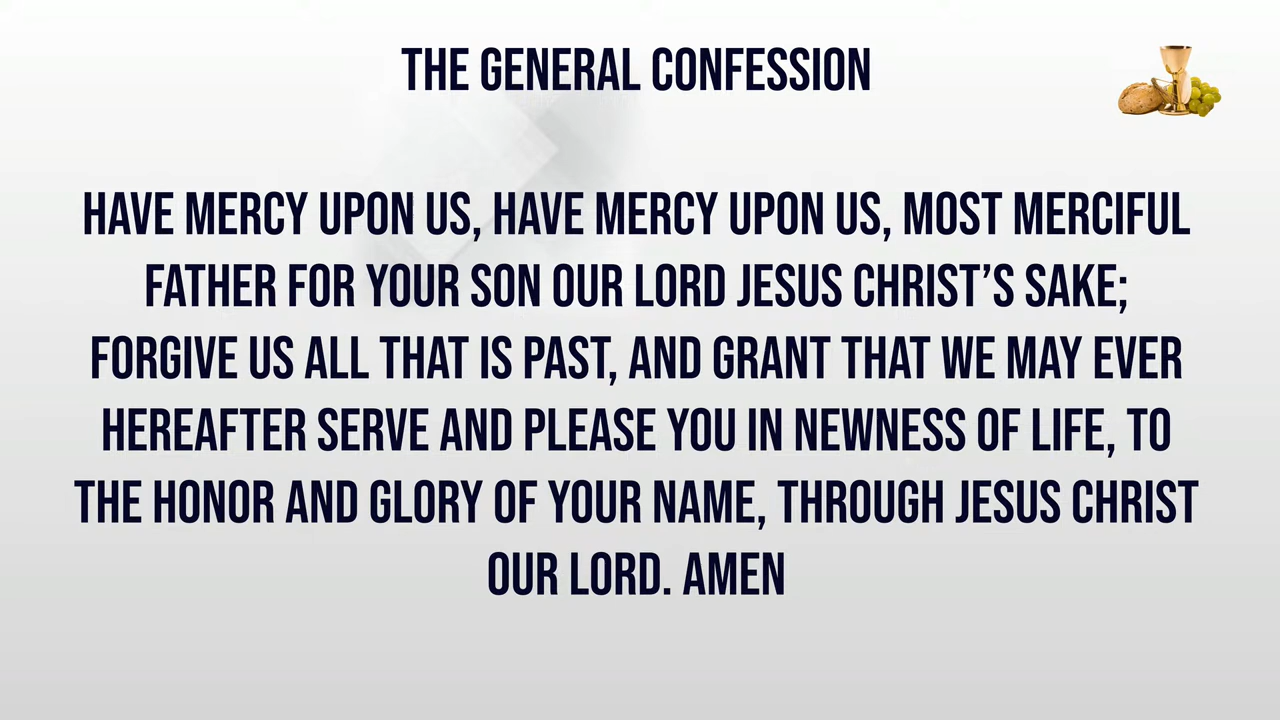 THE GENERAL CONFESSION
HAVE MERCY UPON US, HAVE MERCY UPON US, MOST MERCIFUL
FATHER FOR YOUR SON OUR LORD JESUS CHRIST’S SAKE;
FORGIVE US ALL THAT IS PAST, AND GRANT THAT WE MAY EVER
HEREAFTER SERVE AND PLEASE YOU IN NEWNESS OF LIFE, TO
THE HONOR AND GLORY OF YOUR NAME, THROUGH JESUS CHRIST
OUR LORD. AMEN